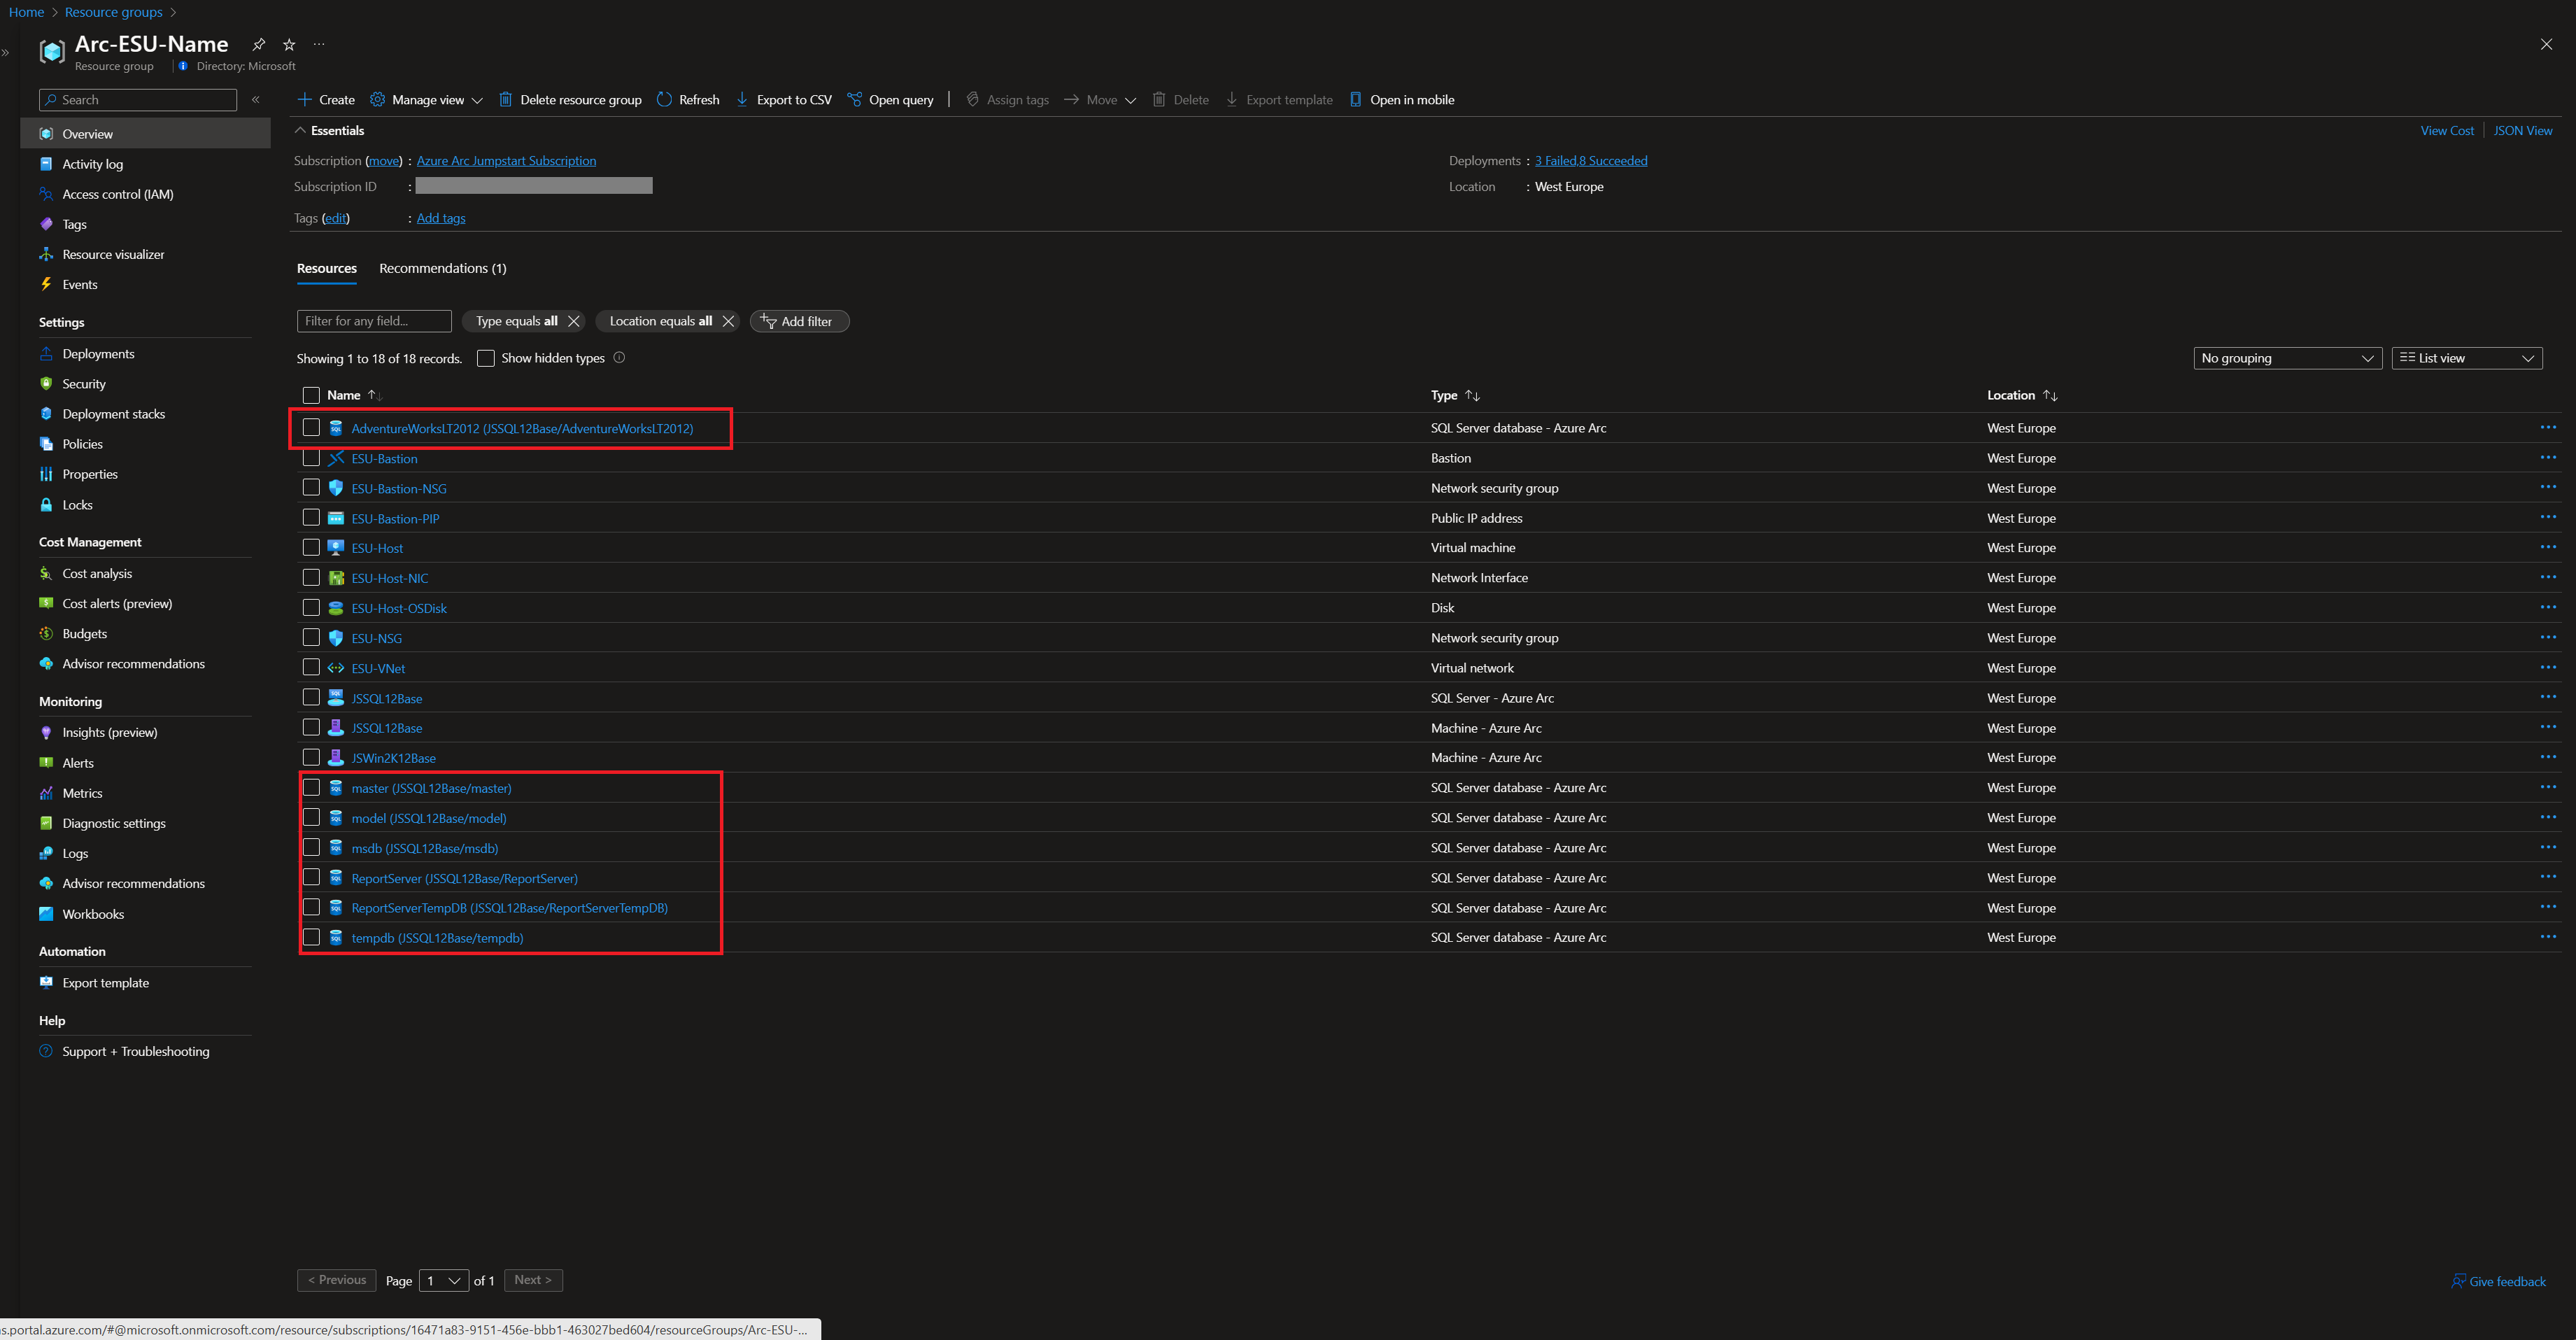 Home > Resource groups >
Arc-ESU-Name
Resource group | Directory: Microsoft
Search
Create Manage view Delete resource group Refresh Export to CSV Open query Assign tags Move Delete Export template Open in mobile
Essentials
View Cost JSON View
Subscription (move) : Azure Arc Jumpstart Subscription
Subscription ID :
Tags (edit) : Add tags
Deployments : 3 Failed,8 Succeeded
Location : West Europe
Overview
Activity log
Access control (IAM)
Tags
Resource visualizer
Events
Settings
Deployments
Security
Deployment stacks
Policies
Properties
Locks
Cost Management
Cost analysis
Cost alerts (preview)
Budgets
Advisor recommendations
Monitoring
Insights (preview)
Alerts
Metrics
Diagnostic settings
Logs
Advisor recommendations
Workbooks
Automation
Export template
Help
Support + Troubleshooting
Resources Recommendations (1)
Filter for any field... Type equals all Location equals all Add filter
Showing 1 to 18 of 18 records. Show hidden types
No grouping List view
Name Type Location
AdventureWorksLT2012 (JSSQL12Base/AdventureWorksLT2012) SQL Server database - Azure Arc West Europe
ESU-Bastion Bastion West Europe
ESU-Bastion-NSG Network security group West Europe
ESU-Bastion-PIP Public IP address West Europe
ESU-Host Virtual machine West Europe
ESU-Host-NIC Network Interface West Europe
ESU-Host-OSDisk Disk West Europe
ESU-NSG Network security group West Europe
ESU-VNet Virtual network West Europe
JSSQL12Base SQL Server - Azure Arc West Europe
JSSQL12Base Machine - Azure Arc West Europe
JSWin2K12Base Machine - Azure Arc West Europe
master (JSSQL12Base/master) SQL Server database - Azure Arc West Europe
model (JSSQL12Base/model) SQL Server database - Azure Arc West Europe
msdb (JSSQL12Base/msdb) SQL Server database - Azure Arc West Europe
ReportServer (JSSQL12Base/ReportServer) SQL Server database - Azure Arc West Europe
ReportServerTempDB (JSSQL12Base/ReportServerTempDB) SQL Server database - Azure Arc West Europe
tempdb (JSSQL12Base/tempdb) SQL Server database - Azure Arc West Europe
< Previous Page 1 of 1 Next >
Give feedback
s.portal.azure.com/#@microsoft.onmicrosoft.com/resource/subscriptions/16471a83-9151-456e-bbb1-463027bed604/resourceGroups/Arc-ESU-...